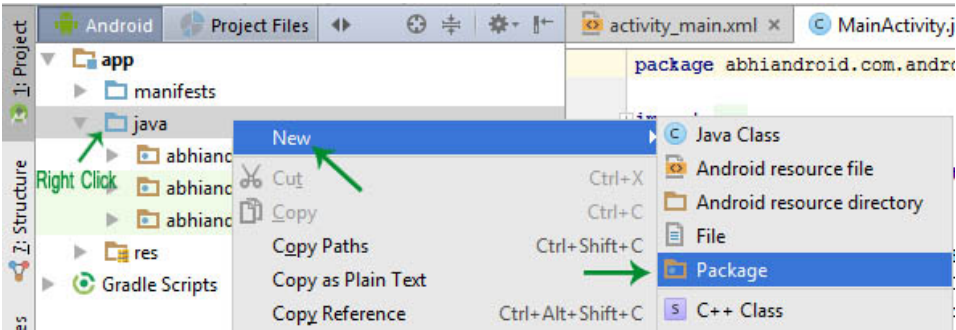 Android Project Files
activity_main.xml ×
MainActivity.j
1: Project
app
package abhiandroid.com.andro
manifests
java
New
Java Class
abhianc
Right Click
Cut Ctrl+X
Android resource file
abhianc
Copy Ctrl+C
Android resource directory
7: Structure
abhianc
Copy Paths Ctrl+Shift+C
File
res
Copy as Plain Text
Package
Gradle Scripts
Copy Reference Ctrl+Alt+Shift+C
C++ Class